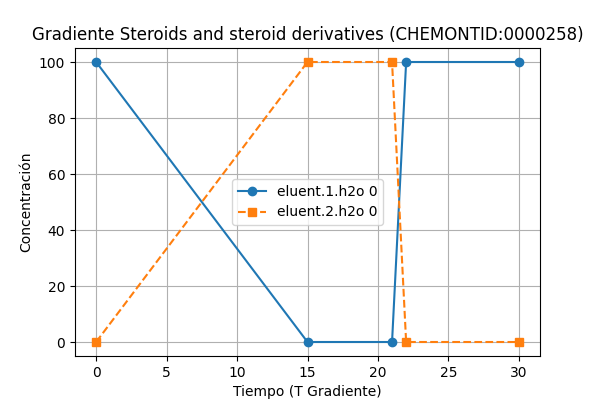 Gradiente Steroids and steroid derivatives (CHEMONTID:0000258)
100
80
60
40
20
0
Concentración
eluent.1.h2o 0
eluent.2.h2o 0
0 5 10 15 20 25 30
Tiempo (T Gradiente)